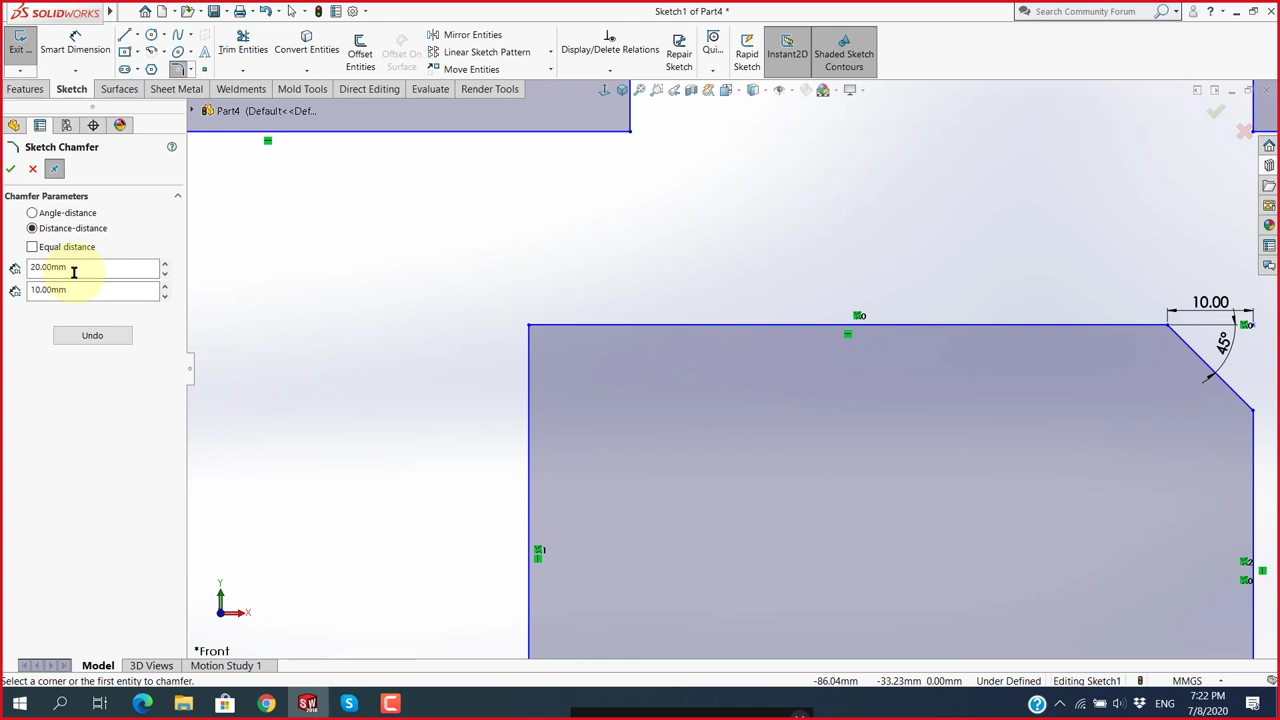 SOLIDWORKS
Sketch1 of Part4 *
Search Community Forum
Exit ...
Smart Dimension
Trim Entities
Convert Entities
Offset Entities
Offset On Surface
Mirror Entities
Linear Sketch Pattern
Move Entities
Display/Delete Relations
Repair Sketch
Qui...
Rapid Sketch
Instant2D
Shaded Sketch Contours
Features
Sketch
Surfaces
Sheet Metal
Weldments
Mold Tools
Direct Editing
Evaluate
Render Tools
Part4 (Default<<Def...
Sketch Chamfer
Chamfer Parameters
Angle-distance
Distance-distance
Equal distance
20.00mm
10.00mm
Undo
10.00
45°
Y
X
*Front
Model
3D Views
Motion Study 1
Select a corner or the first entity to chamfer.
-86.04mm
-33.23mm 0.00mm
Under Defined
Editing Sketch1
MMGS
ENG
7:22 PM
7/8/2020